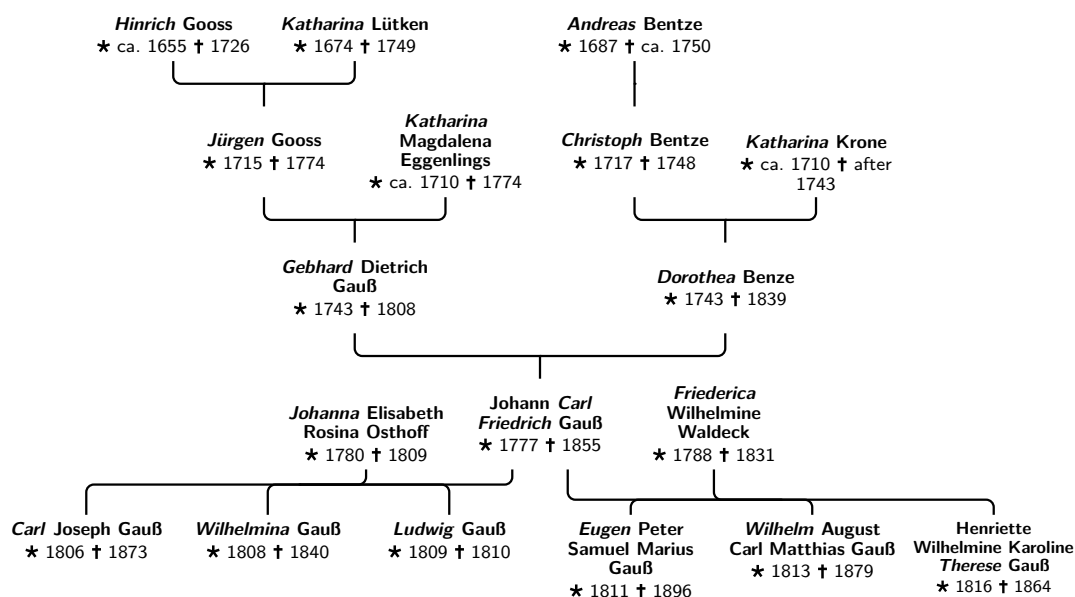 Hinrich Gooss
★ ca. 1655 ✝ 1726
Katharina Lütken
★ 1674 ✝ 1749
Andreas Bentze
★ 1687 ✝ ca. 1750
Jürgen Gooss
★ 1715 ✝ 1774
Katharina
Magdalena
Eggenlings
★ ca. 1710 ✝ 1774
Christoph Bentze
★ 1717 ✝ 1748
Katharina Krone
★ ca. 1710 ✝ after
1743
Gebhard Dietrich
Gauß
★ 1743 ✝ 1808
Dorothea Benze
★ 1743 ✝ 1839
Johanna Elisabeth
Rosina Osthoff
★ 1780 ✝ 1809
Johann Carl
Friedrich Gauß
★ 1777 ✝ 1855
Friederica
Wilhelmine
Waldeck
★ 1788 ✝ 1831
Carl Joseph Gauß
★ 1806 ✝ 1873
Wilhelmina Gauß
★ 1808 ✝ 1840
Ludwig Gauß
★ 1809 ✝ 1810
Eugen Peter
Samuel Marius
Gauß
★ 1811 ✝ 1896
Wilhelm August
Carl Matthias Gauß
★ 1813 ✝ 1879
Henriette
Wilhelmine Karoline
Therese Gauß
★ 1816 ✝ 1864